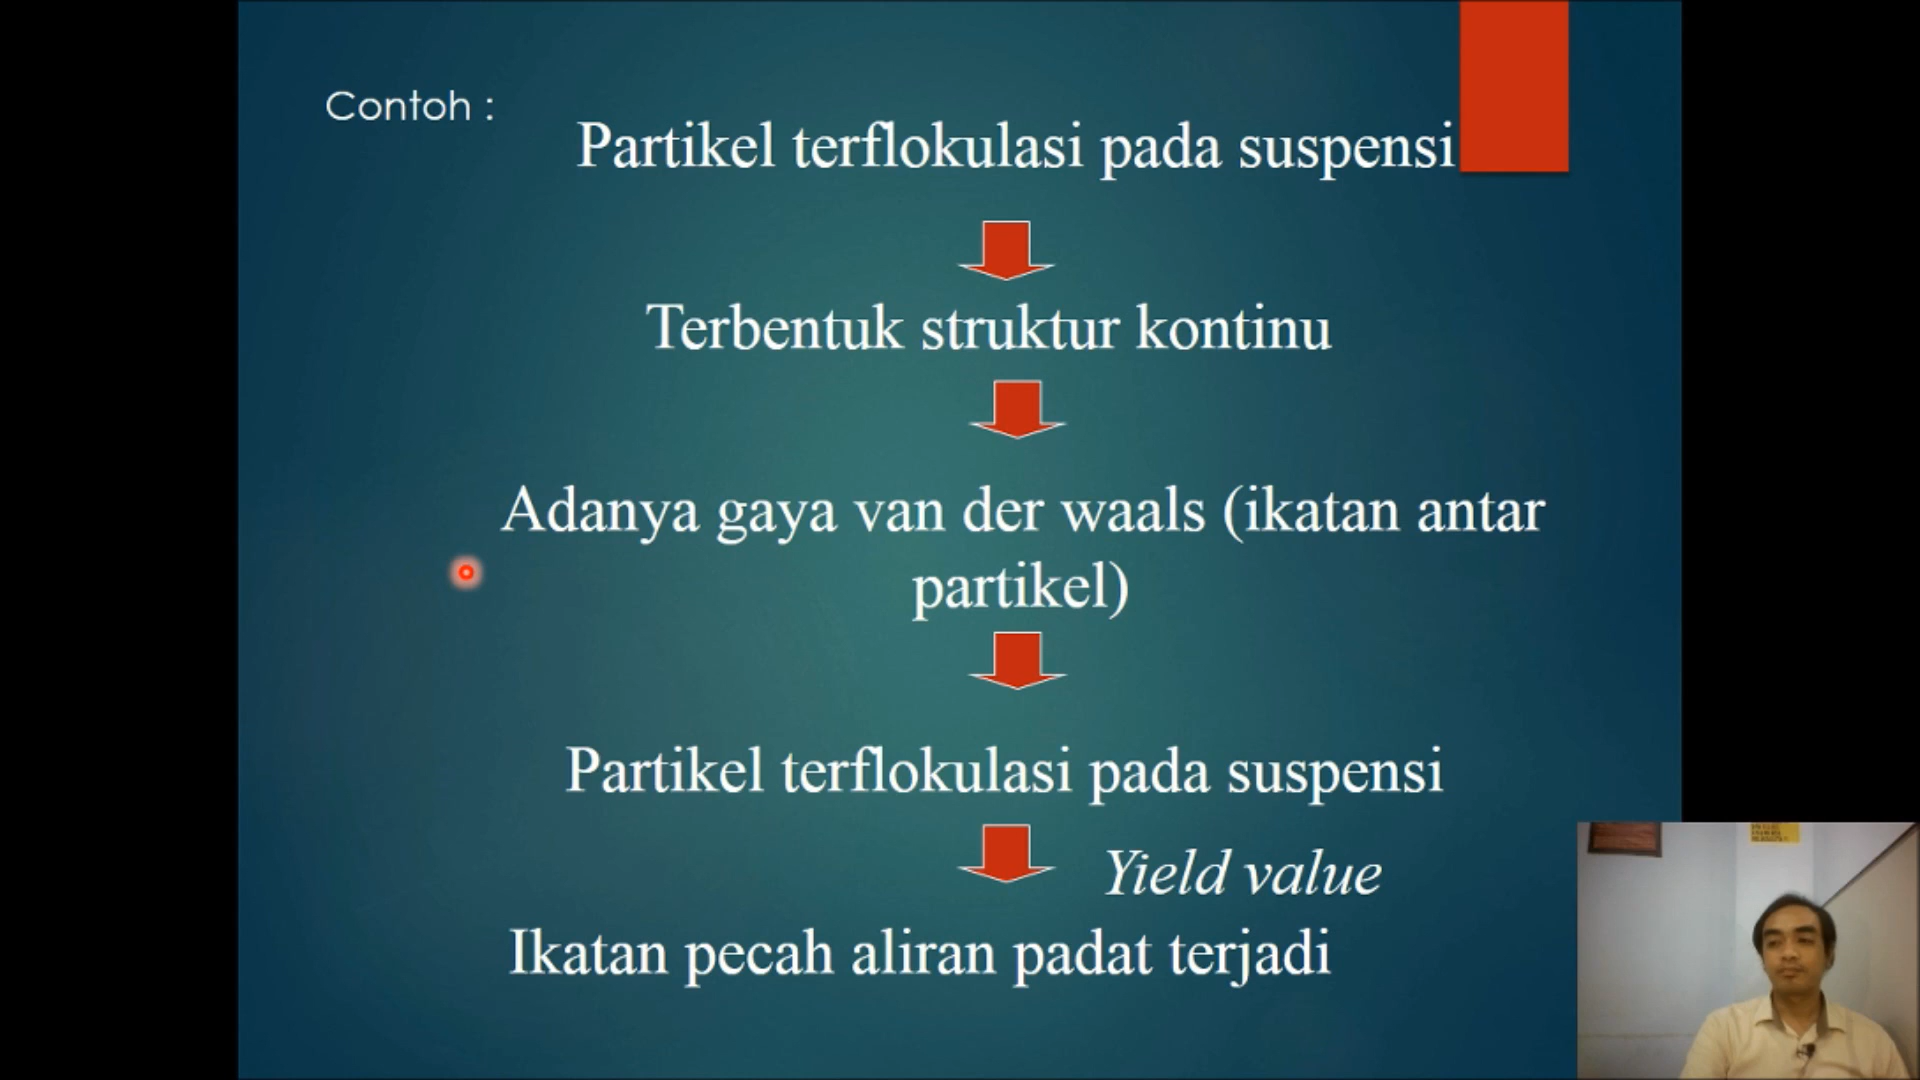 Contoh :
Partikel terflokulasi pada suspensi
Terbentuk struktur kontinu
Adanya gaya van der waals (ikatan antar
partikel)
Partikel terflokulasi pada suspensi
Yield value
Ikatan pecah aliran padat terjadi